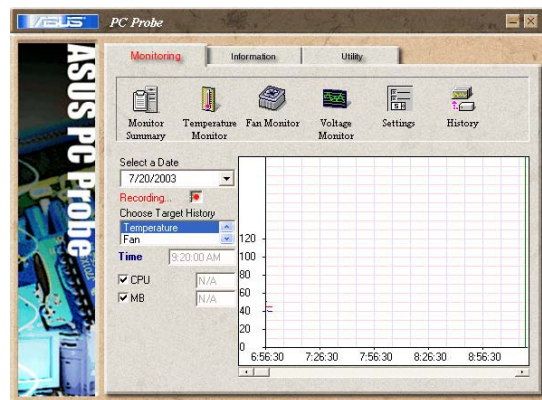 ASUS PC Probe
Monitoring Information Utility
Monitor Summary
Temperature Monitor
Fan Monitor
Voltage Monitor
Settings
History
ASUS PC Probe
Select a Date
7/20/2003
Recording...
Choose Target History
Temperature
Fan
Time 9:20:00 AM
CPU N/A
MB N/A
120
100
80
60
40
20
0
6:56:30 7:26:30 7:56:30 8:26:30 8:56:30